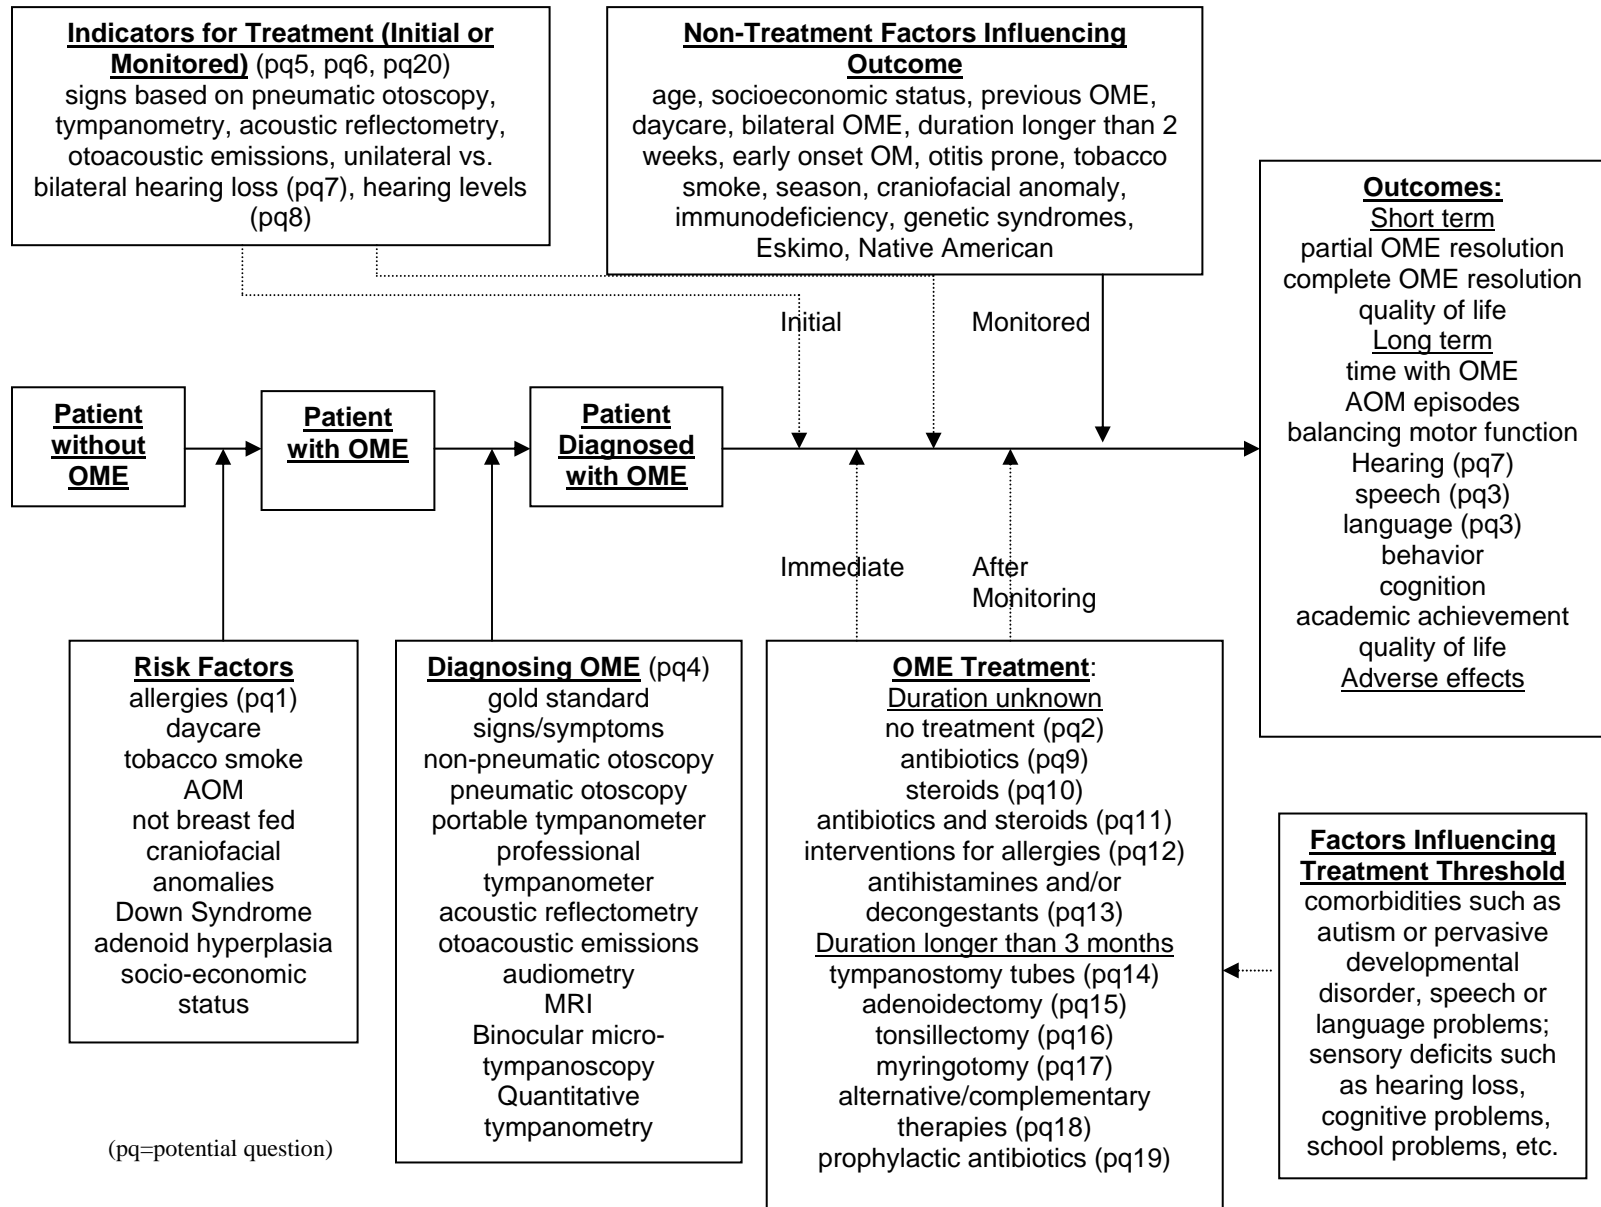 Indicators for Treatment (Initial or
Monitored) (pq5, pq6, pq20)
signs based on pneumatic otoscopy,
tympanometry, acoustic reflectometry,
otoacoustic emissions, unilateral vs.
bilateral hearing loss (pq7), hearing levels
(pq8)
Non-Treatment Factors Influencing
Outcome
age, socioeconomic status, previous OME,
daycare, bilateral OME, duration longer than 2
weeks, early onset OM, otitis prone, tobacco
smoke, season, craniofacial anomaly,
immunodeficiency, genetic syndromes,
Eskimo, Native American
Outcomes:
Short term
partial OME resolution
complete OME resolution
quality of life
Long term
time with OME
AOM episodes
balancing motor function
Hearing (pq7)
speech (pq3)
language (pq3)
behavior
cognition
academic achievement
quality of life
Adverse effects
Initial
Monitored
Patient
without
OME
Patient
with OME
Patient
Diagnosed
with OME
Immediate
After
Monitoring
Risk Factors
allergies (pq1)
daycare
tobacco smoke
AOM
not breast fed
craniofacial
anomalies
Down Syndrome
adenoid hyperplasia
socio-economic
status
Diagnosing OME (pq4)
gold standard
signs/symptoms
non-pneumatic otoscopy
pneumatic otoscopy
portable tympanometer
professional
tympanometer
acoustic reflectometry
otoacoustic emissions
audiometry
MRI
Binocular micro-
tympanoscopy
Quantitative
tympanometry
OME Treatment:
Duration unknown
no treatment (pq2)
antibiotics (pq9)
steroids (pq10)
antibiotics and steroids (pq11)
interventions for allergies (pq12)
antihistamines and/or
decongestants (pq13)
Duration longer than 3 months
tympanostomy tubes (pq14)
adenoidectomy (pq15)
tonsillectomy (pq16)
myringotomy (pq17)
alternative/complementary
therapies (pq18)
prophylactic antibiotics (pq19)
Factors Influencing
Treatment Threshold
comorbidities such as
autism or pervasive
developmental
disorder, speech or
language problems;
sensory deficits such
as hearing loss,
cognitive problems,
school problems, etc.
(pq=potential question)